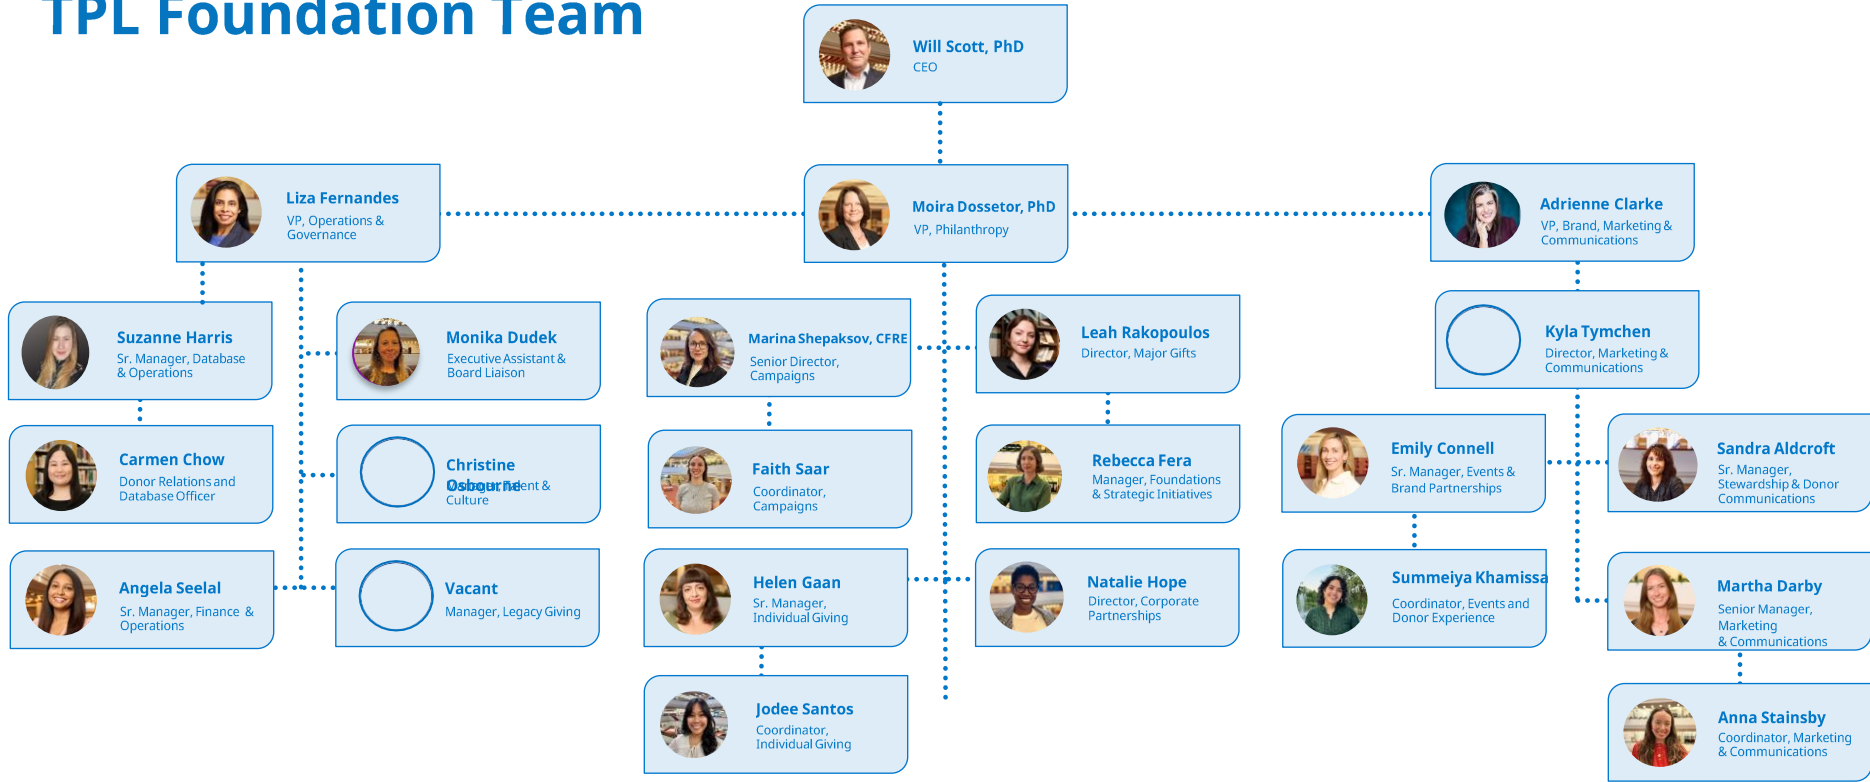 TPL Foundation Team
Will Scott, PhD
CEO
Liza Fernandes
VP, Operations &
Governance
Moira Dossetor, PhD
VP, Philanthropy
Adrienne Clarke
VP, Brand, Marketing &
Communications
Suzanne Harris
Sr. Manager, Database
& Operations
Monika Dudek
Executive Assistant &
Board Liaison
Marina Shepaksov, CFRE
Senior Director,
Campaigns
Leah Rakopoulos
Director, Major Gifts
Kyla Tymchen
Director, Marketing &
Communications
Carmen Chow
Donor Relations and
Database Officer
Christine
Osbourne
Manager, Talent &
Culture
Faith Saar
Coordinator,
Campaigns
Rebecca Fera
Manager, Foundations
& Strategic Initiatives
Emily Connell
Sr. Manager, Events &
Brand Partnerships
Sandra Aldcroft
Sr. Manager,
Stewardship & Donor
Communications
Angela Seelal
Sr. Manager, Finance &
Operations
Vacant
Manager, Legacy Giving
Helen Gaan
Sr. Manager,
Individual Giving
Natalie Hope
Director, Corporate
Partnerships
Summeiya Khamissa
Coordinator, Events and
Donor Experience
Martha Darby
Senior Manager,
Marketing
& Communications
Jodee Santos
Coordinator,
Individual Giving
Anna Stainsby
Coordinator, Marketing
& Communications